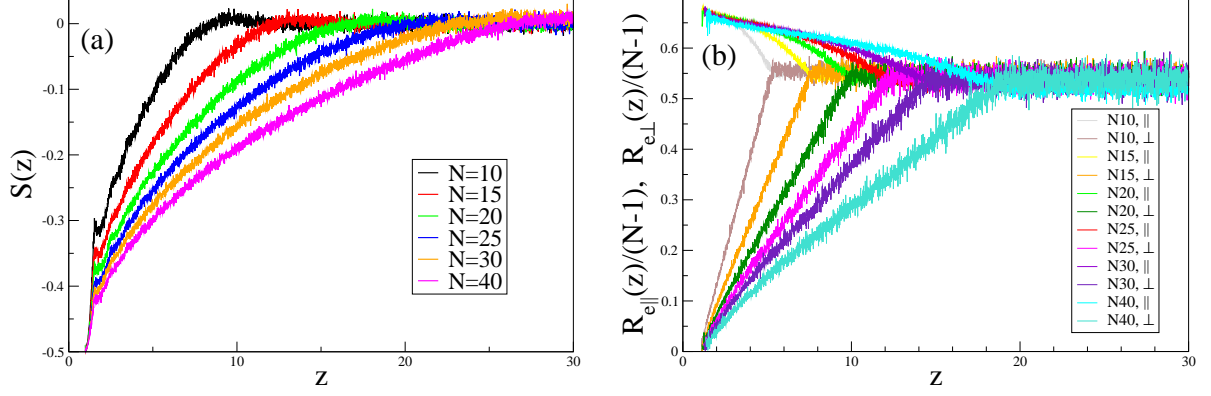 (a)
S(z)
0
-0.1
-0.2
-0.3
-0.4
-0.5
N=10
N=15
N=20
N=25
N=30
N=40
0
10
20
30
z
(b)
R_{e∥}(z)/(N-1), R_{e⊥}(z)/(N-1)
0.6
0.5
0.4
0.3
0.2
0.1
0
N10, ∥
N10, ⊥
N15, ∥
N15, ⊥
N20, ∥
N20, ⊥
N25, ∥
N25, ⊥
N30, ∥
N30, ⊥
N40, ∥
N40, ⊥
0
10
20
30
z